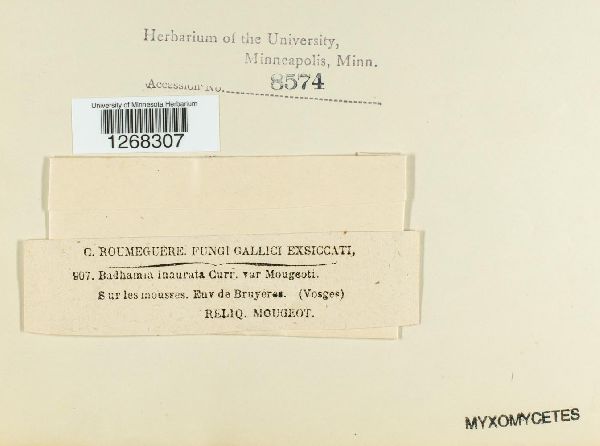 Herbarium of the University,
Minneapolis, Minn.
Accession No. 8574
University of Minnesota Herbarium
1268307
C. ROUMEGUERE. FUNGI GALLICI EXSICCATI,
907. Badhamia inaurata Curr. var Mougeoti.
Sur les mousses. Env de Bruyeres. (Vosges)
RELIQ. MOUGEOT.
MYXOMYCETES